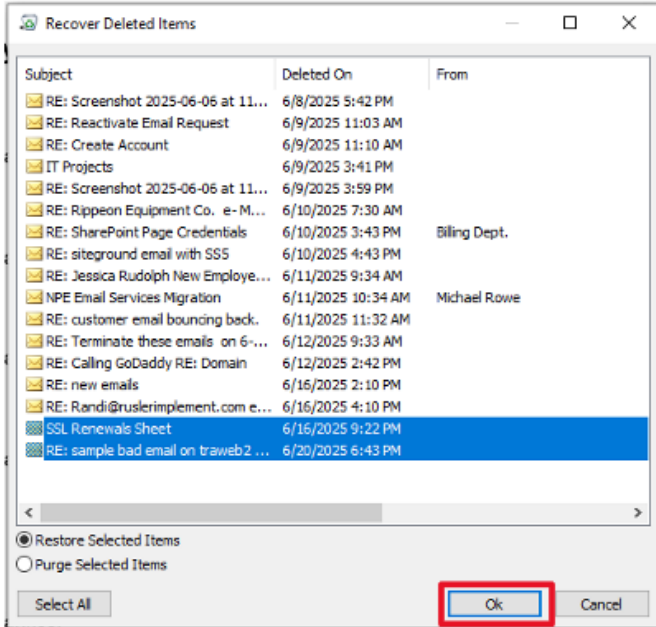 Recover Deleted Items
Subject Deleted On From
RE: Screenshot 2025-06-06 at 11... 6/8/2025 5:42 PM
RE: Reactivate Email Request 6/9/2025 11:03 AM
RE: Create Account 6/9/2025 11:10 AM
IT Projects 6/9/2025 3:41 PM
RE: Screenshot 2025-06-06 at 11... 6/9/2025 3:59 PM
RE: Rippeon Equipment Co. e-M... 6/10/2025 7:30 AM
RE: SharePoint Page Credentials 6/10/2025 3:43 PM Billing Dept.
RE: siteground email with SS5 6/10/2025 4:43 PM
RE: Jessica Rudolph New Employe... 6/11/2025 9:34 AM
NPE Email Services Migration 6/11/2025 10:34 AM Michael Rowe
RE: customer email bouncing back. 6/11/2025 11:32 AM
RE: Terminate these emails on 6-... 6/12/2025 9:33 AM
RE: Calling GoDaddy RE: Domain 6/12/2025 2:42 PM
RE: new emails 6/16/2025 2:10 PM
RE: Randi@ruslerimplement.com e... 6/16/2025 4:10 PM
SSL Renewals Sheet 6/16/2025 9:22 PM
RE: sample bad email on traweb2 ... 6/20/2025 6:43 PM
Restore Selected Items
Purge Selected Items
Select All Ok Cancel